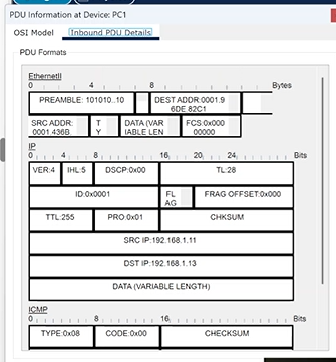 PDU Information at Device: PC1
OSI Model Inbound PDU Details
PDU Formats
EthernetII
0 4 8 Bytes
PREAMBLE: 101010..10 DEST ADDR:0001.9
6DE.82C1
SRC ADDR:
0001.436B. T
Y DATA (VAR
IABLE LEN FCS:0x000
00000
IP
0 4 8 16 20 24 Bits
VER:4 IHL:5 DSCP:0x00 TL:28
ID:0x0001 FL
AG FRAG OFFSET:0x000
TTL:255 PRO:0x01 CHKSUM
SRC IP:192.168.1.11
DST IP:192.168.1.13
DATA (VARIABLE LENGTH)
ICMP
0 8 16 Bits
TYPE:0x08 CODE:0x00 CHECKSUM